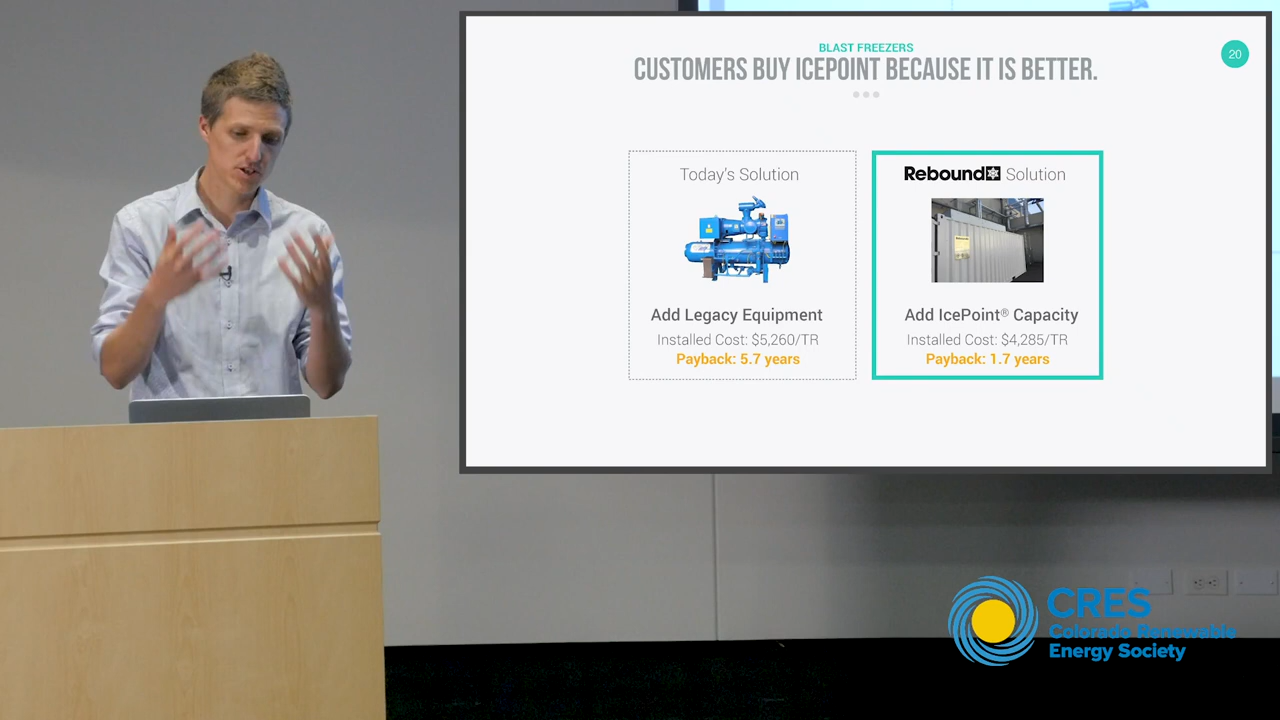 BLAST FREEZERS
CUSTOMERS BUY ICEPOINT BECAUSE IT IS BETTER.
20
Today's Solution
Add Legacy Equipment
Installed Cost: $5,260/TR
Payback: 5.7 years
Rebound Solution
Add IcePoint® Capacity
Installed Cost: $4,285/TR
Payback: 1.7 years
CRES
Colorado Renewable
Energy Society